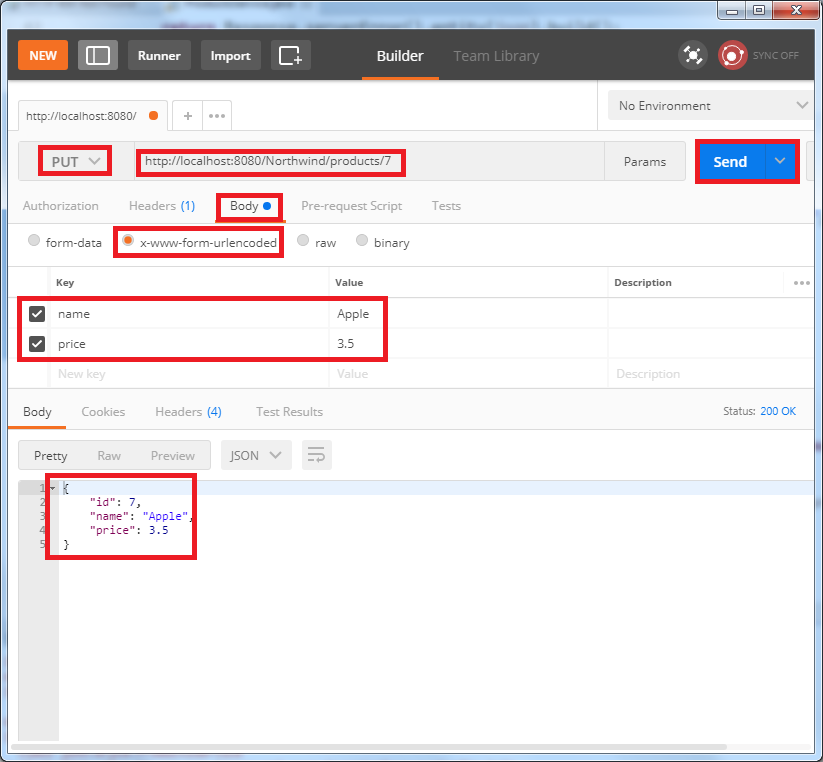 NEW Runner Import Builder Team Library SYNC OFF
http://localhost:8080/ + ••• No Environment
PUT http://localhost:8080/Northwind/products/7 Params Send
Authorization Headers (1) Body Pre-request Script Tests
form-data x-www-form-urlencoded raw binary
Key Value Description •••
name Apple
price 3.5
New key Value Description
Body Cookies Headers (4) Test Results Status: 200 OK
Pretty Raw Preview JSON
1 {
2 "id": 7,
3 "name": "Apple",
4 "price": 3.5
5 }